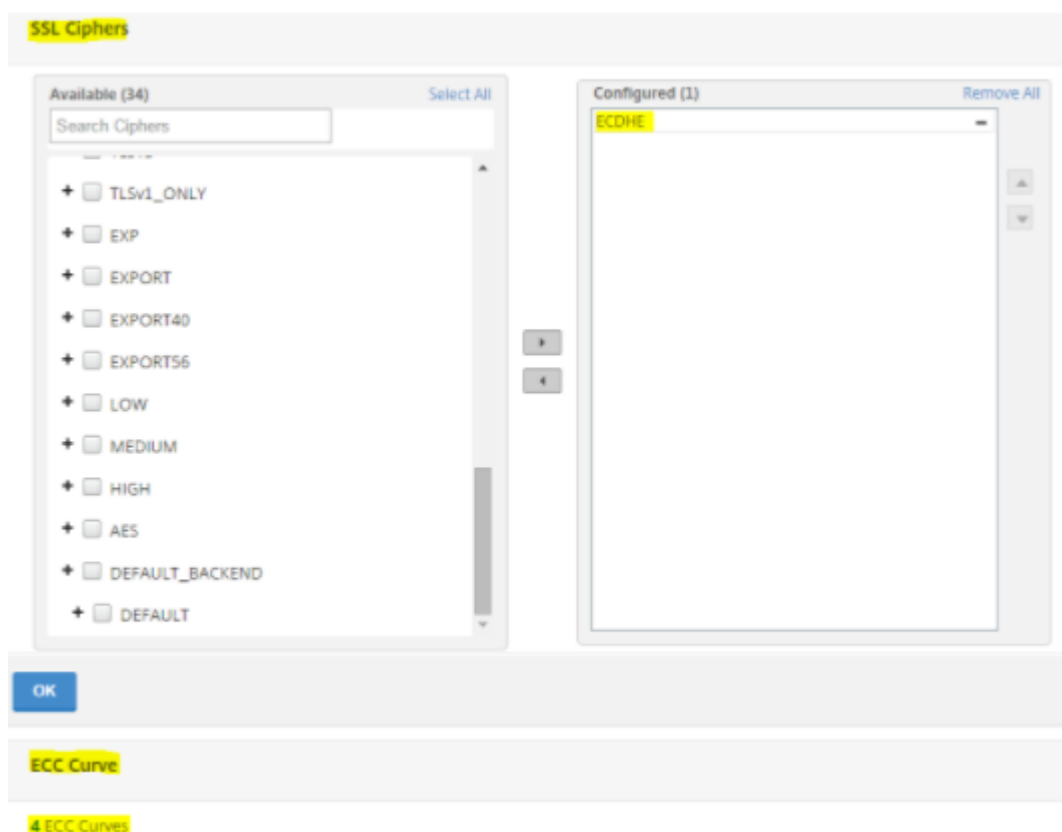 SSL Ciphers
Available (34) Select All
Search Ciphers
TLSv1_ONLY
EXP
EXPORT
EXPORT40
EXPORT56
LOW
MEDIUM
HIGH
AES
DEFAULT_BACKEND
DEFAULT
Configured (1) Remove All
ECDHE
OK
ECC Curve
4 ECC Curves